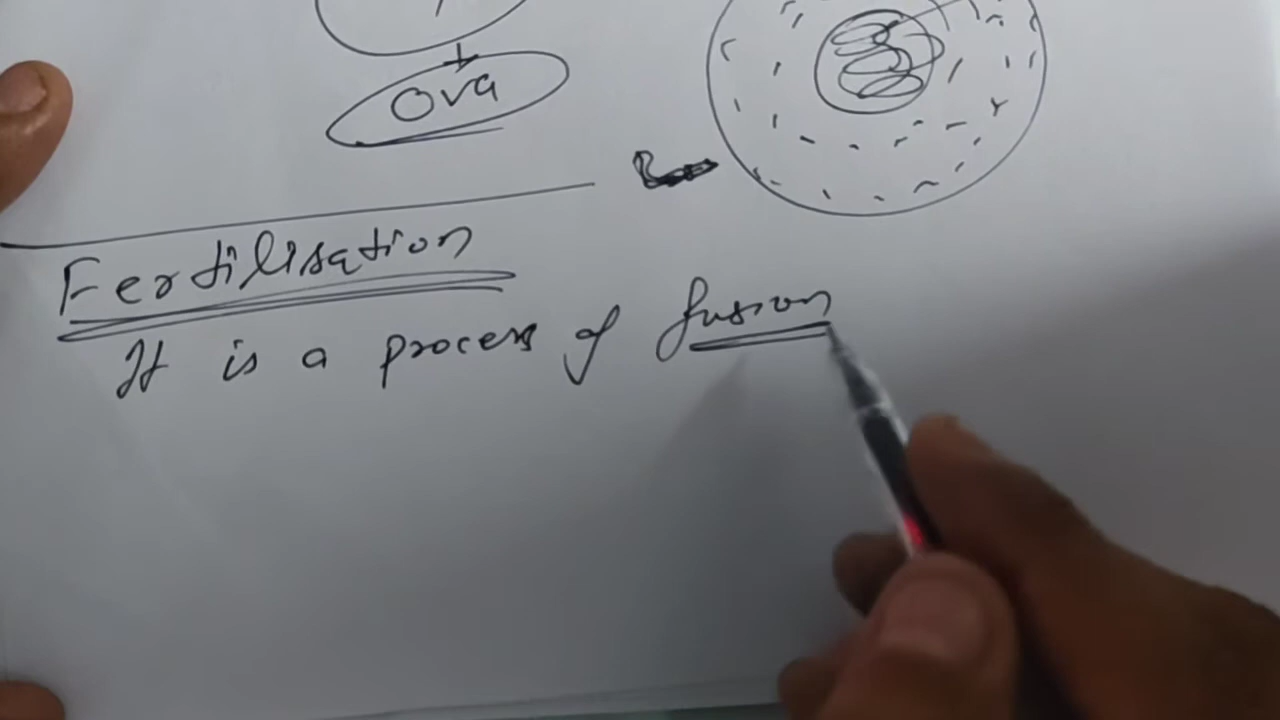 Ova
Fertilisation
It is a process of fusion